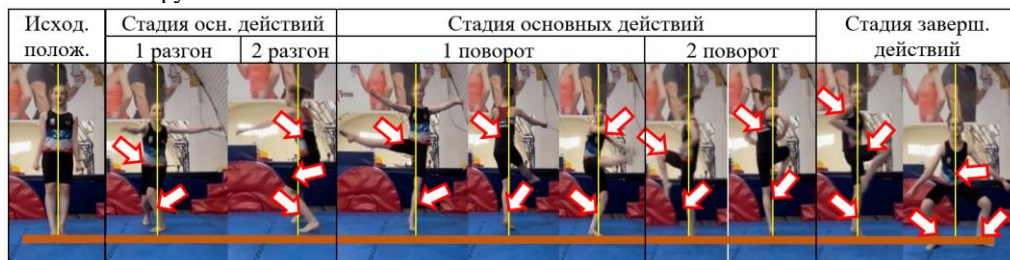 Исход. полож.
Стадия осн. действий
1 разгон
2 разгон
Стадия основных действий
1 поворот
2 поворот
Стадия заверш. действий